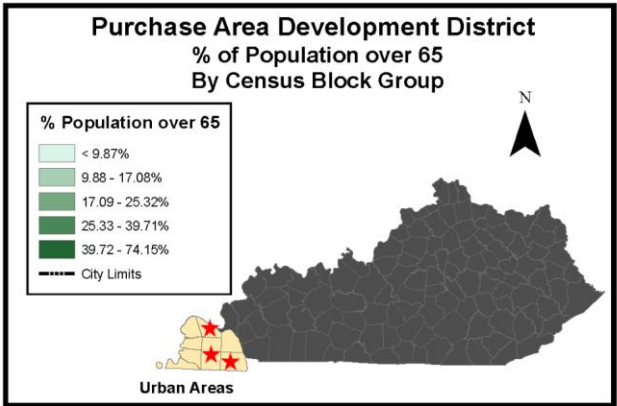 Purchase Area Development District
% of Population over 65
By Census Block Group
% Population over 65
< 9.87%
9.88 - 17.08%
17.09 - 25.32%
25.33 - 39.71%
39.72 - 74.15%
City Limits
N
Urban Areas